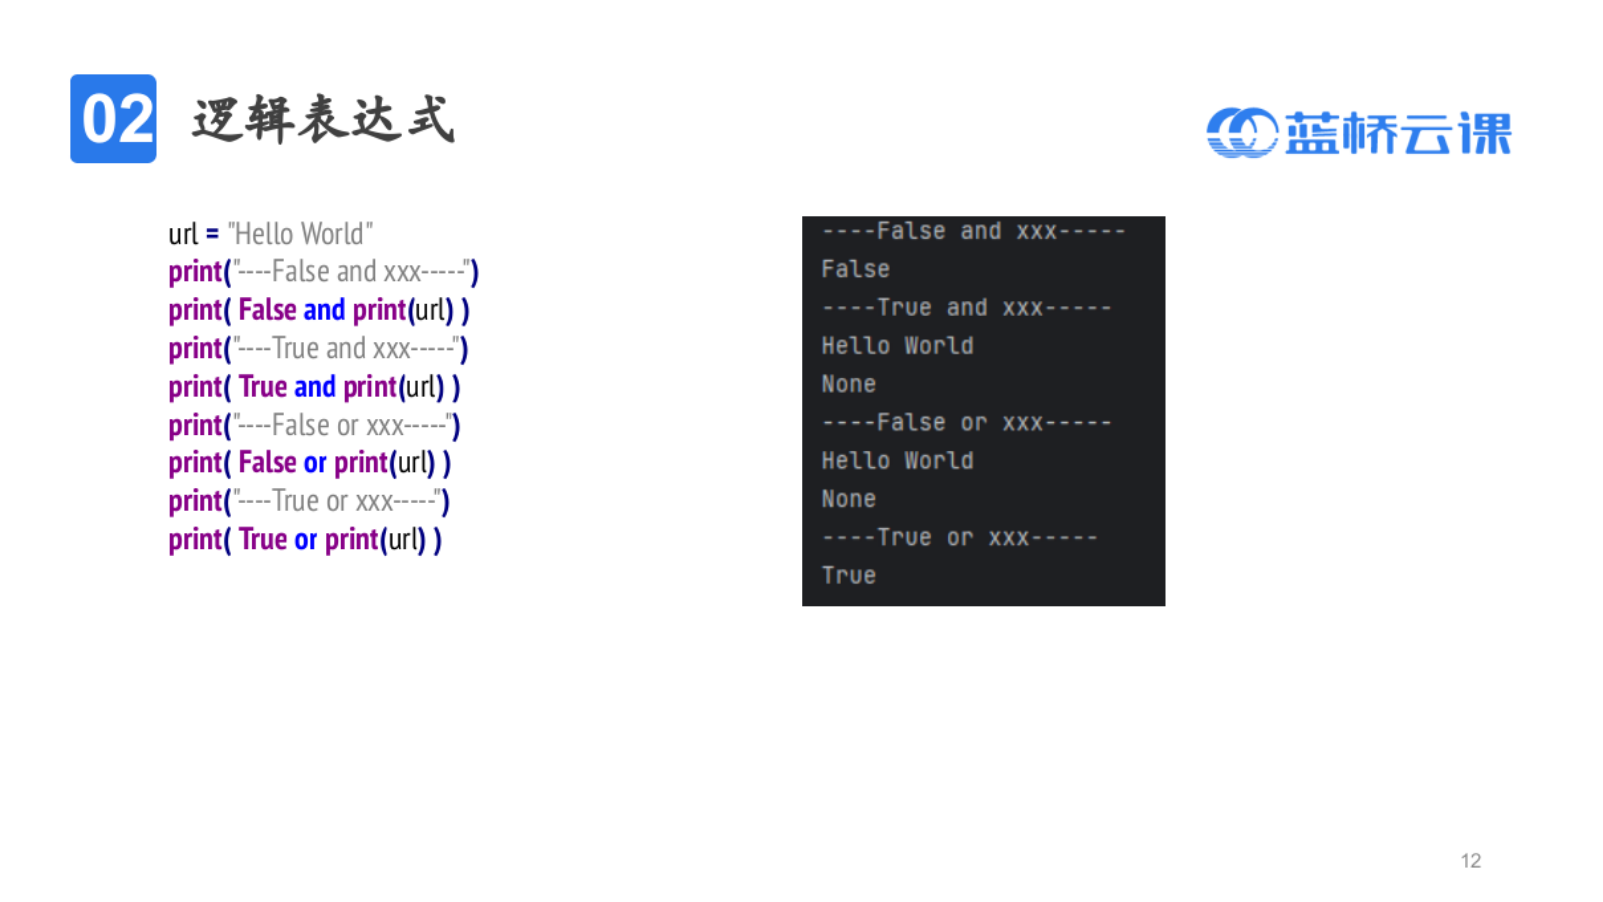 02 逻辑表达式
蓝桥云课
url = "Hello World"
print("----False and xxx-----")
print( False and print(url) )
print("----True and xxx-----")
print( True and print(url) )
print("----False or xxx-----")
print( False or print(url) )
print("----True or xxx-----")
print( True or print(url) )
----False and xxx-----
False
----True and xxx-----
Hello World
None
----False or xxx-----
Hello World
None
----True or xxx-----
True
12